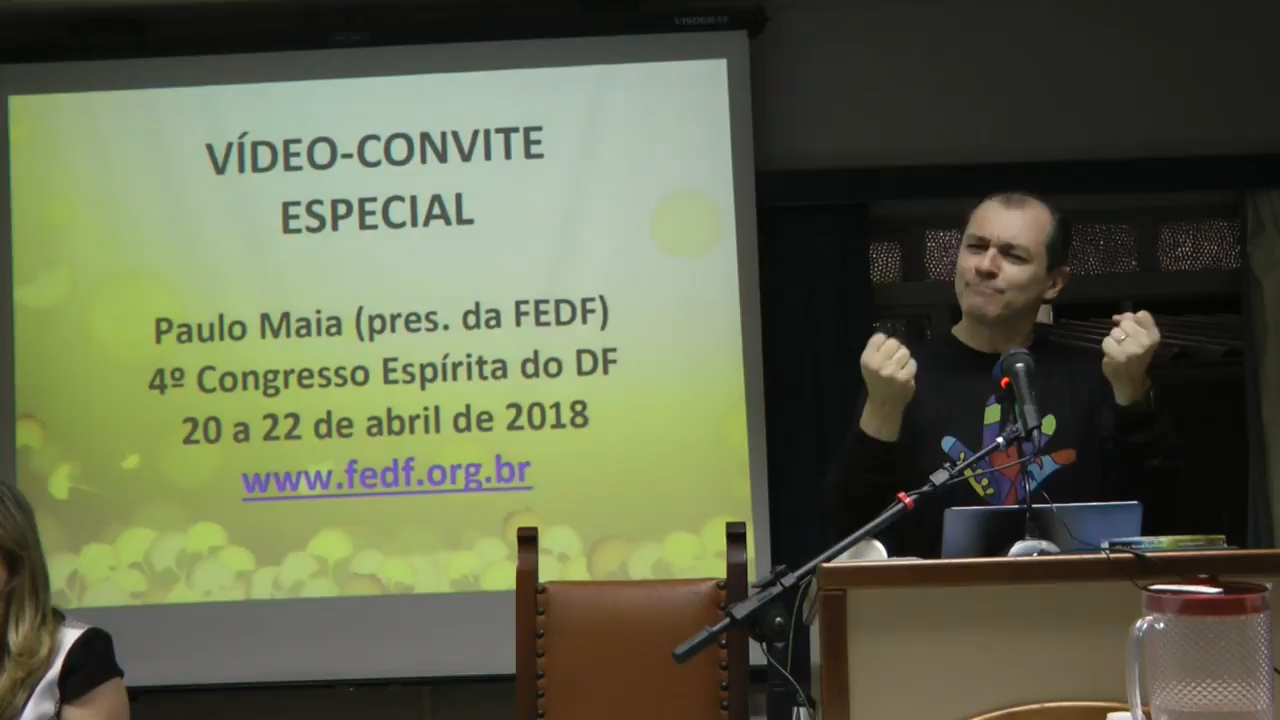 VISOGRAF
VÍDEO-CONVITE
ESPECIAL
Paulo Maia (pres. da FEDF)
4º Congresso Espírita do DF
20 a 22 de abril de 2018
www.fedf.org.br